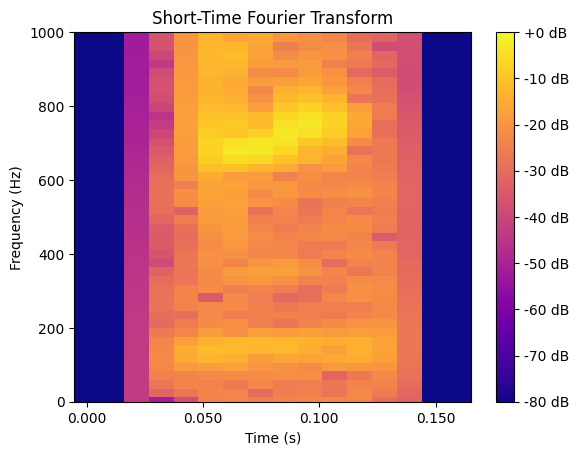 Short-Time Fourier Transform
1000
800
600
400
200
0
Frequency (Hz)
0.000
0.050
0.100
0.150
Time (s)
+0 dB
-10 dB
-20 dB
-30 dB
-40 dB
-50 dB
-60 dB
-70 dB
-80 dB